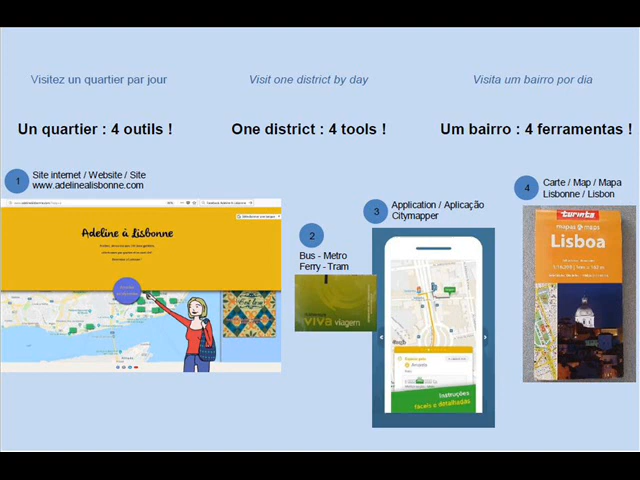 Visitez un quartier par jour
Visit one district by day
Visita um bairro por dia
Un quartier : 4 outils !
One district : 4 tools !
Um bairro : 4 ferramentas !
1
Site internet / Website / Site
www.adelinealisbonne.com
Adeline à Lisbonne
2
Bus - Metro
Ferry - Tram
viva viagem
3
Application / Aplicação
Citymapper
Instruções
fáceis e detalhadas
4
Carte / Map / Mapa
Lisbonne / Lisbon
turinta
mapas maps
Lisboa